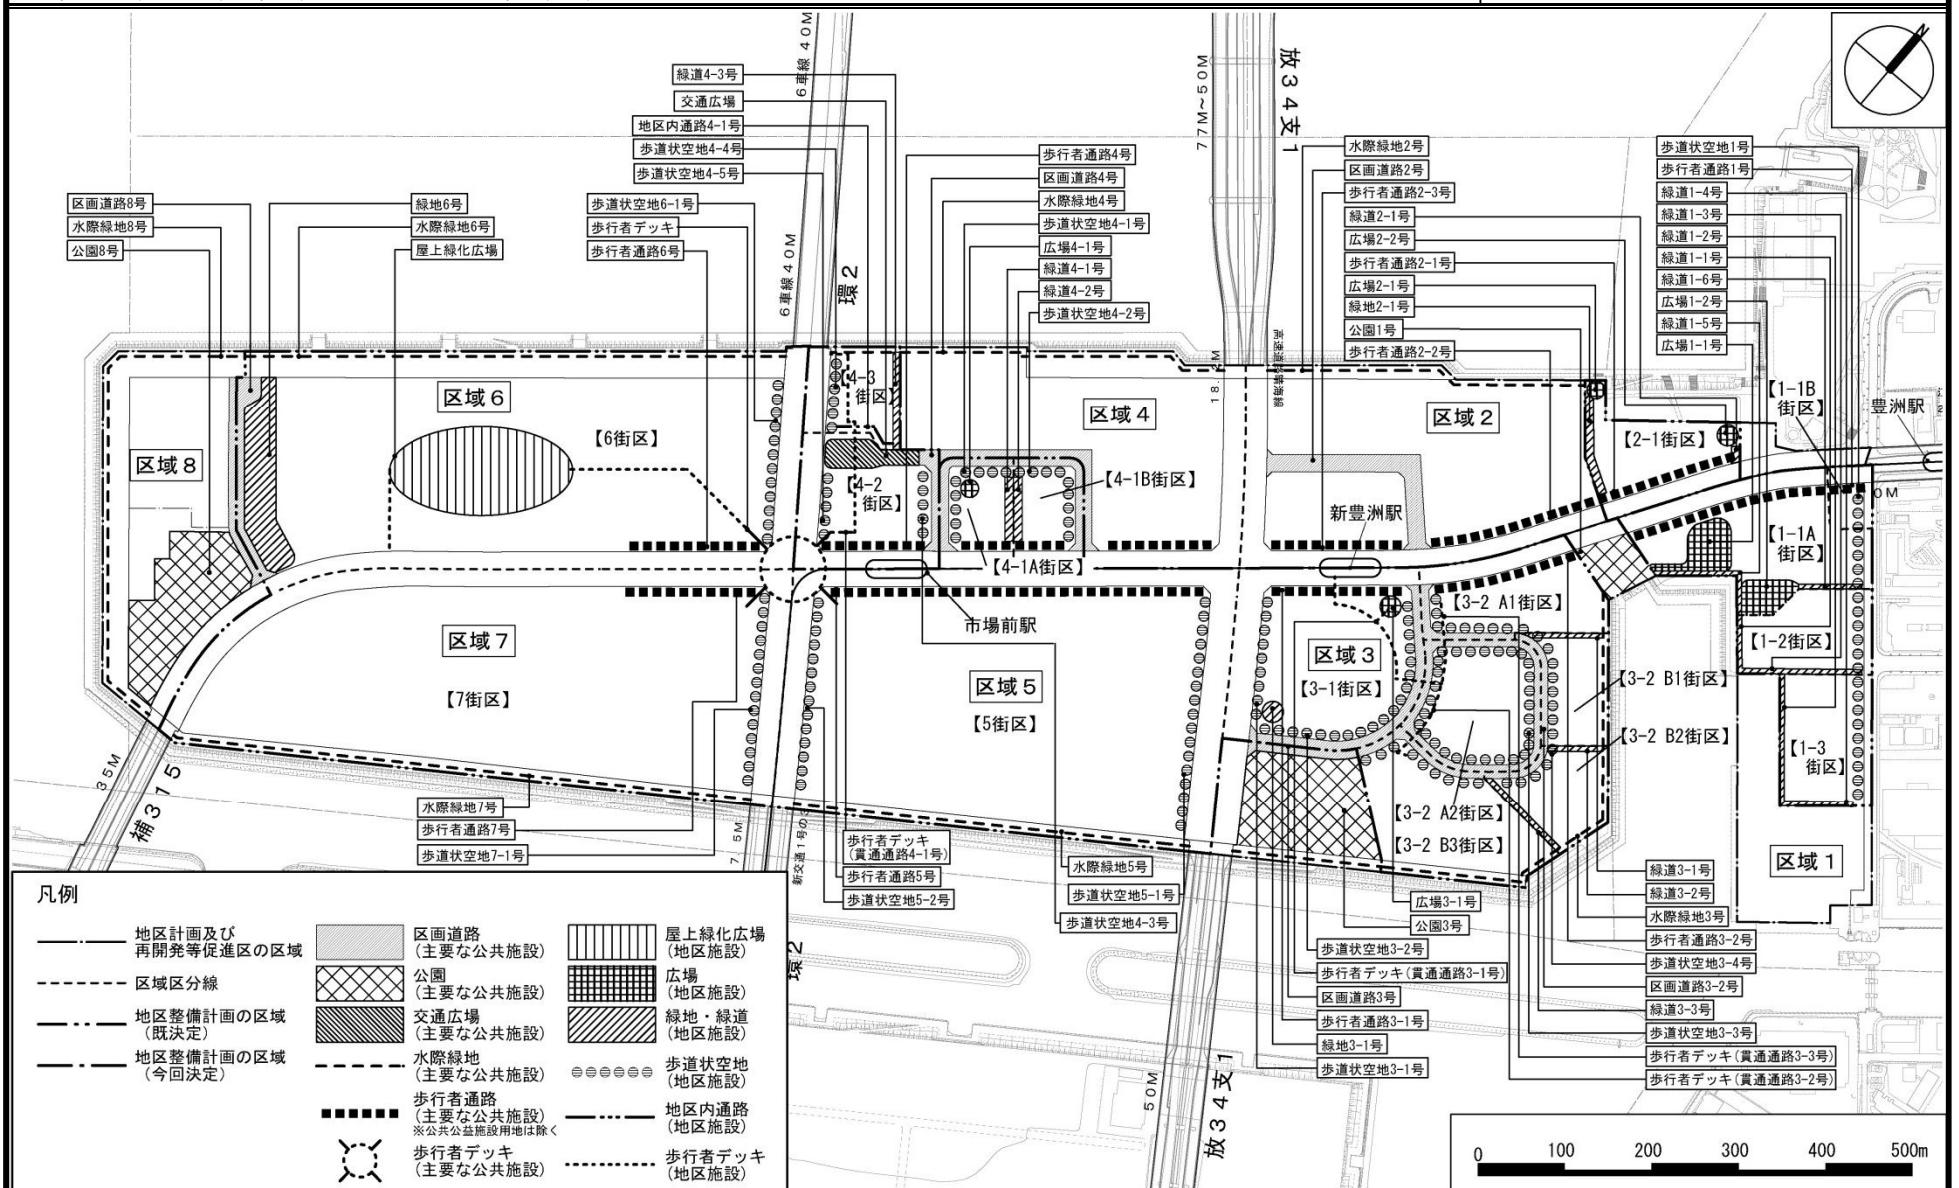 緑道4-3号
交通広場
地区内通路4-1号
歩道状空地4-4号
歩道状空地4-5号
6車線 40M
6車線 40M
環2
77M~50M
放34支1
N
区画道路8号
水際緑地8号
公園8号
緑地6号
水際緑地6号
屋上緑化広場
歩道状空地6-1号
歩行者デッキ
歩行者通路6号
歩行者通路4号
区画道路4号
水際緑地4号
歩道状空地4-1号
広場4-1号
緑道4-1号
緑道4-2号
歩道状空地4-2号
水際緑地2号
区画道路2号
歩行者通路2-3号
緑道2-1号
広場2-2号
歩行者通路2-1号
広場2-1号
緑地2-1号
公園1号
歩行者通路2-2号
歩道状空地1号
歩行者通路1号
緑道1-4号
緑道1-3号
緑道1-2号
緑道1-1号
緑道1-6号
広場1-2号
緑道1-5号
広場1-1号
高速道路晴海線
18.2M
区域6
【6街区】
区域8
【4-3
街区】
【4-2
街区】
区域4
【4-1B街区】
【4-1A街区】
区域2
新豊洲駅
【2-1街区】
【1-1B
街区】
豊洲駅
【1-1A
街区】
【1-2街区】
【1-3
街区】
区域1
市場前駅
区域7
【7街区】
区域5
【5街区】
区域3
【3-1街区】
【3-2 A1街区】
【3-2 B1街区】
【3-2 B2街区】
【3-2 A2街区】
【3-2 B3街区】
35M
補315
水際緑地7号
歩行者通路7号
歩道状空地7-1号
歩行者デッキ
(貫通通路4-1号)
歩行者通路5号
歩道状空地5-2号
水際緑地5号
歩道状空地5-1号
歩道状空地4-3号
環2
50M
放34支1
広場3-1号
公園3号
歩道状空地3-2号
歩行者デッキ(貫通通路3-1号)
区画道路3号
歩行者通路3-1号
緑地3-1号
歩道状空地3-1号
緑道3-1号
緑道3-2号
水際緑地3号
歩行者通路3-2号
歩道状空地3-4号
区画道路3-2号
緑道3-3号
歩道状空地3-3号
歩行者デッキ(貫通通路3-3号)
歩行者デッキ(貫通通路3-2号)
凡例
地区計画及び
再開発等促進区の区域
区域区分線
地区整備計画の区域
(既決定)
地区整備計画の区域
(今回決定)
区画道路
(主要な公共施設)
公園
(主要な公共施設)
交通広場
(主要な公共施設)
水際緑地
(主要な公共施設)
歩行者通路
(主要な公共施設)
※公共公益施設用地は除く
歩行者デッキ
(主要な公共施設)
屋上緑化広場
(地区施設)
広場
(地区施設)
緑地・緑道
(地区施設)
歩道状空地
(地区施設)
地区内通路
(地区施設)
歩行者デッキ
(地区施設)
0 100 200 300 400 500m